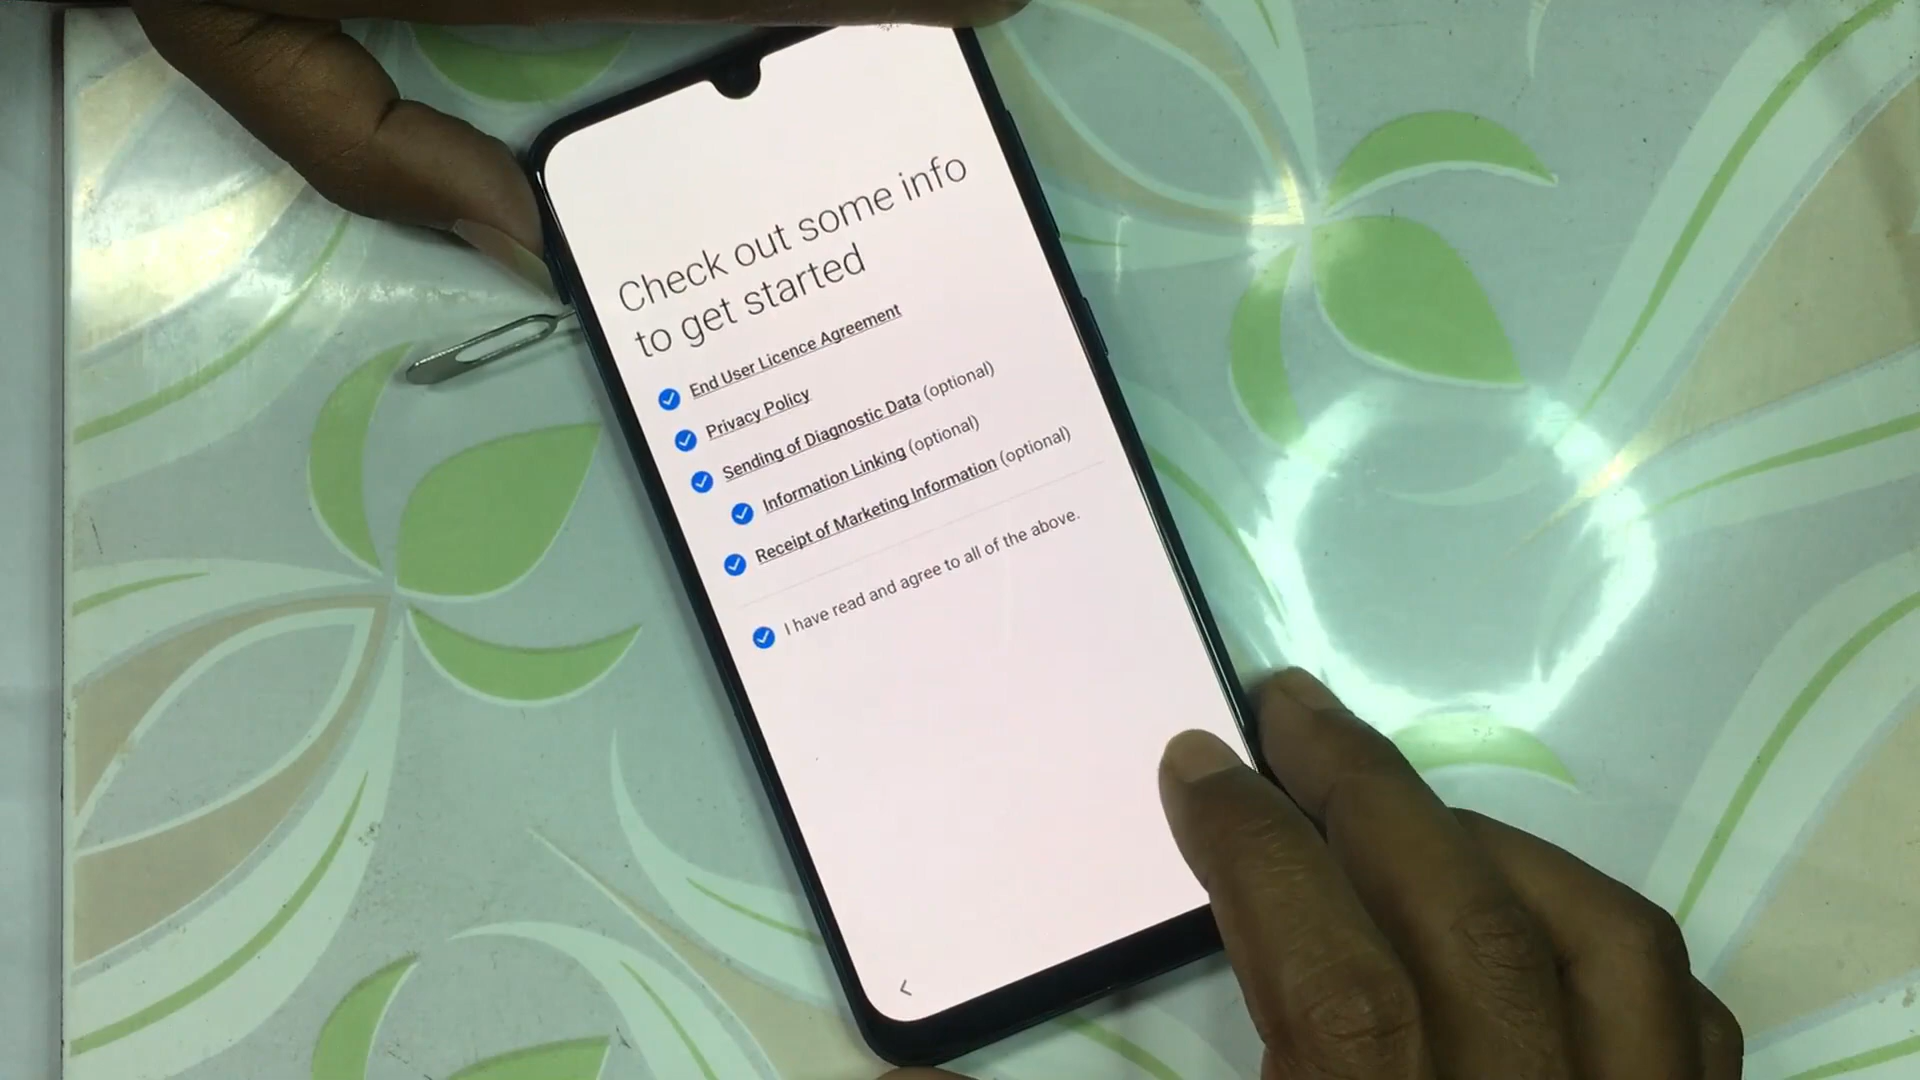 Check out some info
to get started
End User Licence Agreement
Privacy Policy
Sending of Diagnostic Data (optional)
Information Linking (optional)
Receipt of Marketing Information (optional)
I have read and agree to all of the above.